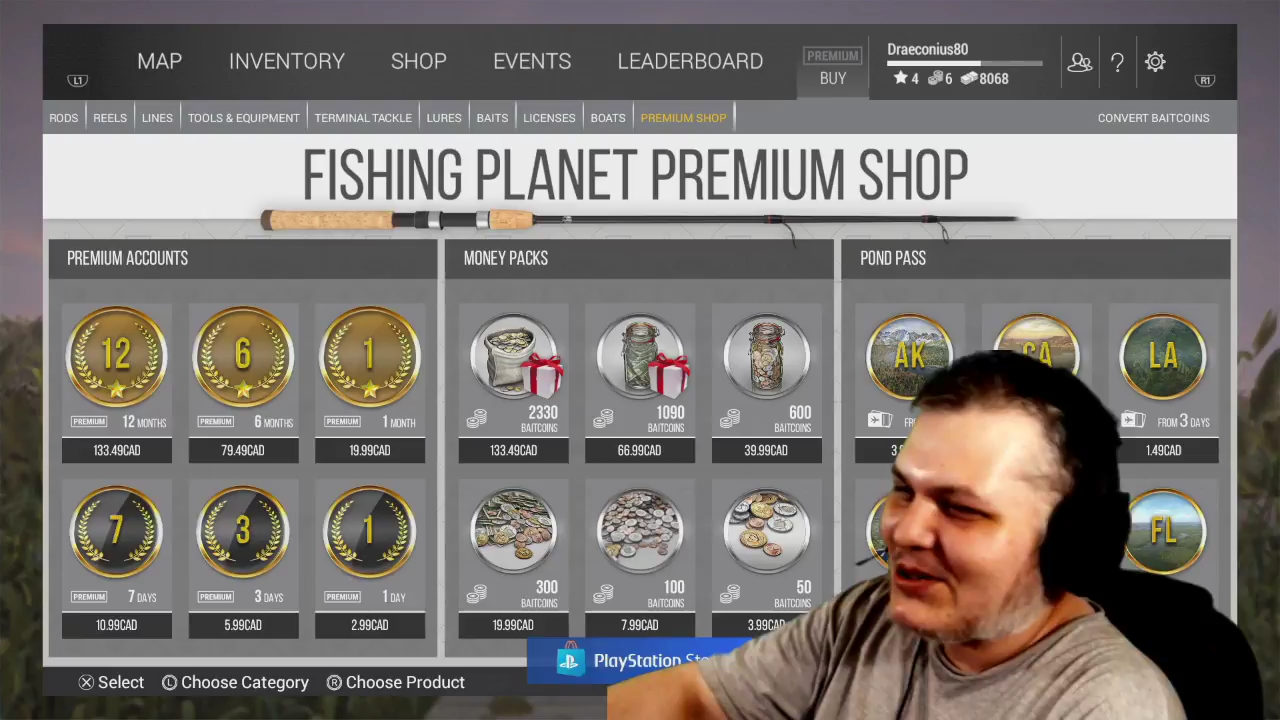 MAP INVENTORY SHOP EVENTS LEADERBOARD
PREMIUM
BUY
Draeconius80
4 6 8068
?
L1
R1
RODS REELS LINES TOOLS & EQUIPMENT TERMINAL TACKLE LURES BAITS LICENSES BOATS PREMIUM SHOP CONVERT BAITCOINS
FISHING PLANET PREMIUM SHOP
PREMIUM ACCOUNTS
12 6 1
PREMIUM 12 MONTHS
PREMIUM 6 MONTHS
PREMIUM 1 MONTH
133.49CAD 79.49CAD 19.99CAD
7 3 1
PREMIUM 7 DAYS
PREMIUM 3 DAYS
PREMIUM 1 DAY
10.99CAD 5.99CAD 2.99CAD
MONEY PACKS
2330 1090 600
BAITCOINS BAITCOINS BAITCOINS
133.49CAD 66.99CAD 39.99CAD
300 100 50
BAITCOINS BAITCOINS BAITCOINS
19.99CAD 7.99CAD 3.99CAD
POND PASS
AK CA LA
FROM 3 DAYS
1.49CAD
FL
PlayStation
X Select L Choose Category R Choose Product